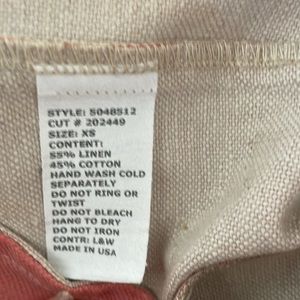 STYLE: 5048512
CUT # 202449
SIZE: XS
CONTENT:
55% LINEN
45% COTTON
HAND WASH COLD
SEPARATELY
DO NOT RING OR
TWIST
DO NOT BLEACH
HANG TO DRY
DO NOT IRON
CONTR: L&W
MADE IN USA